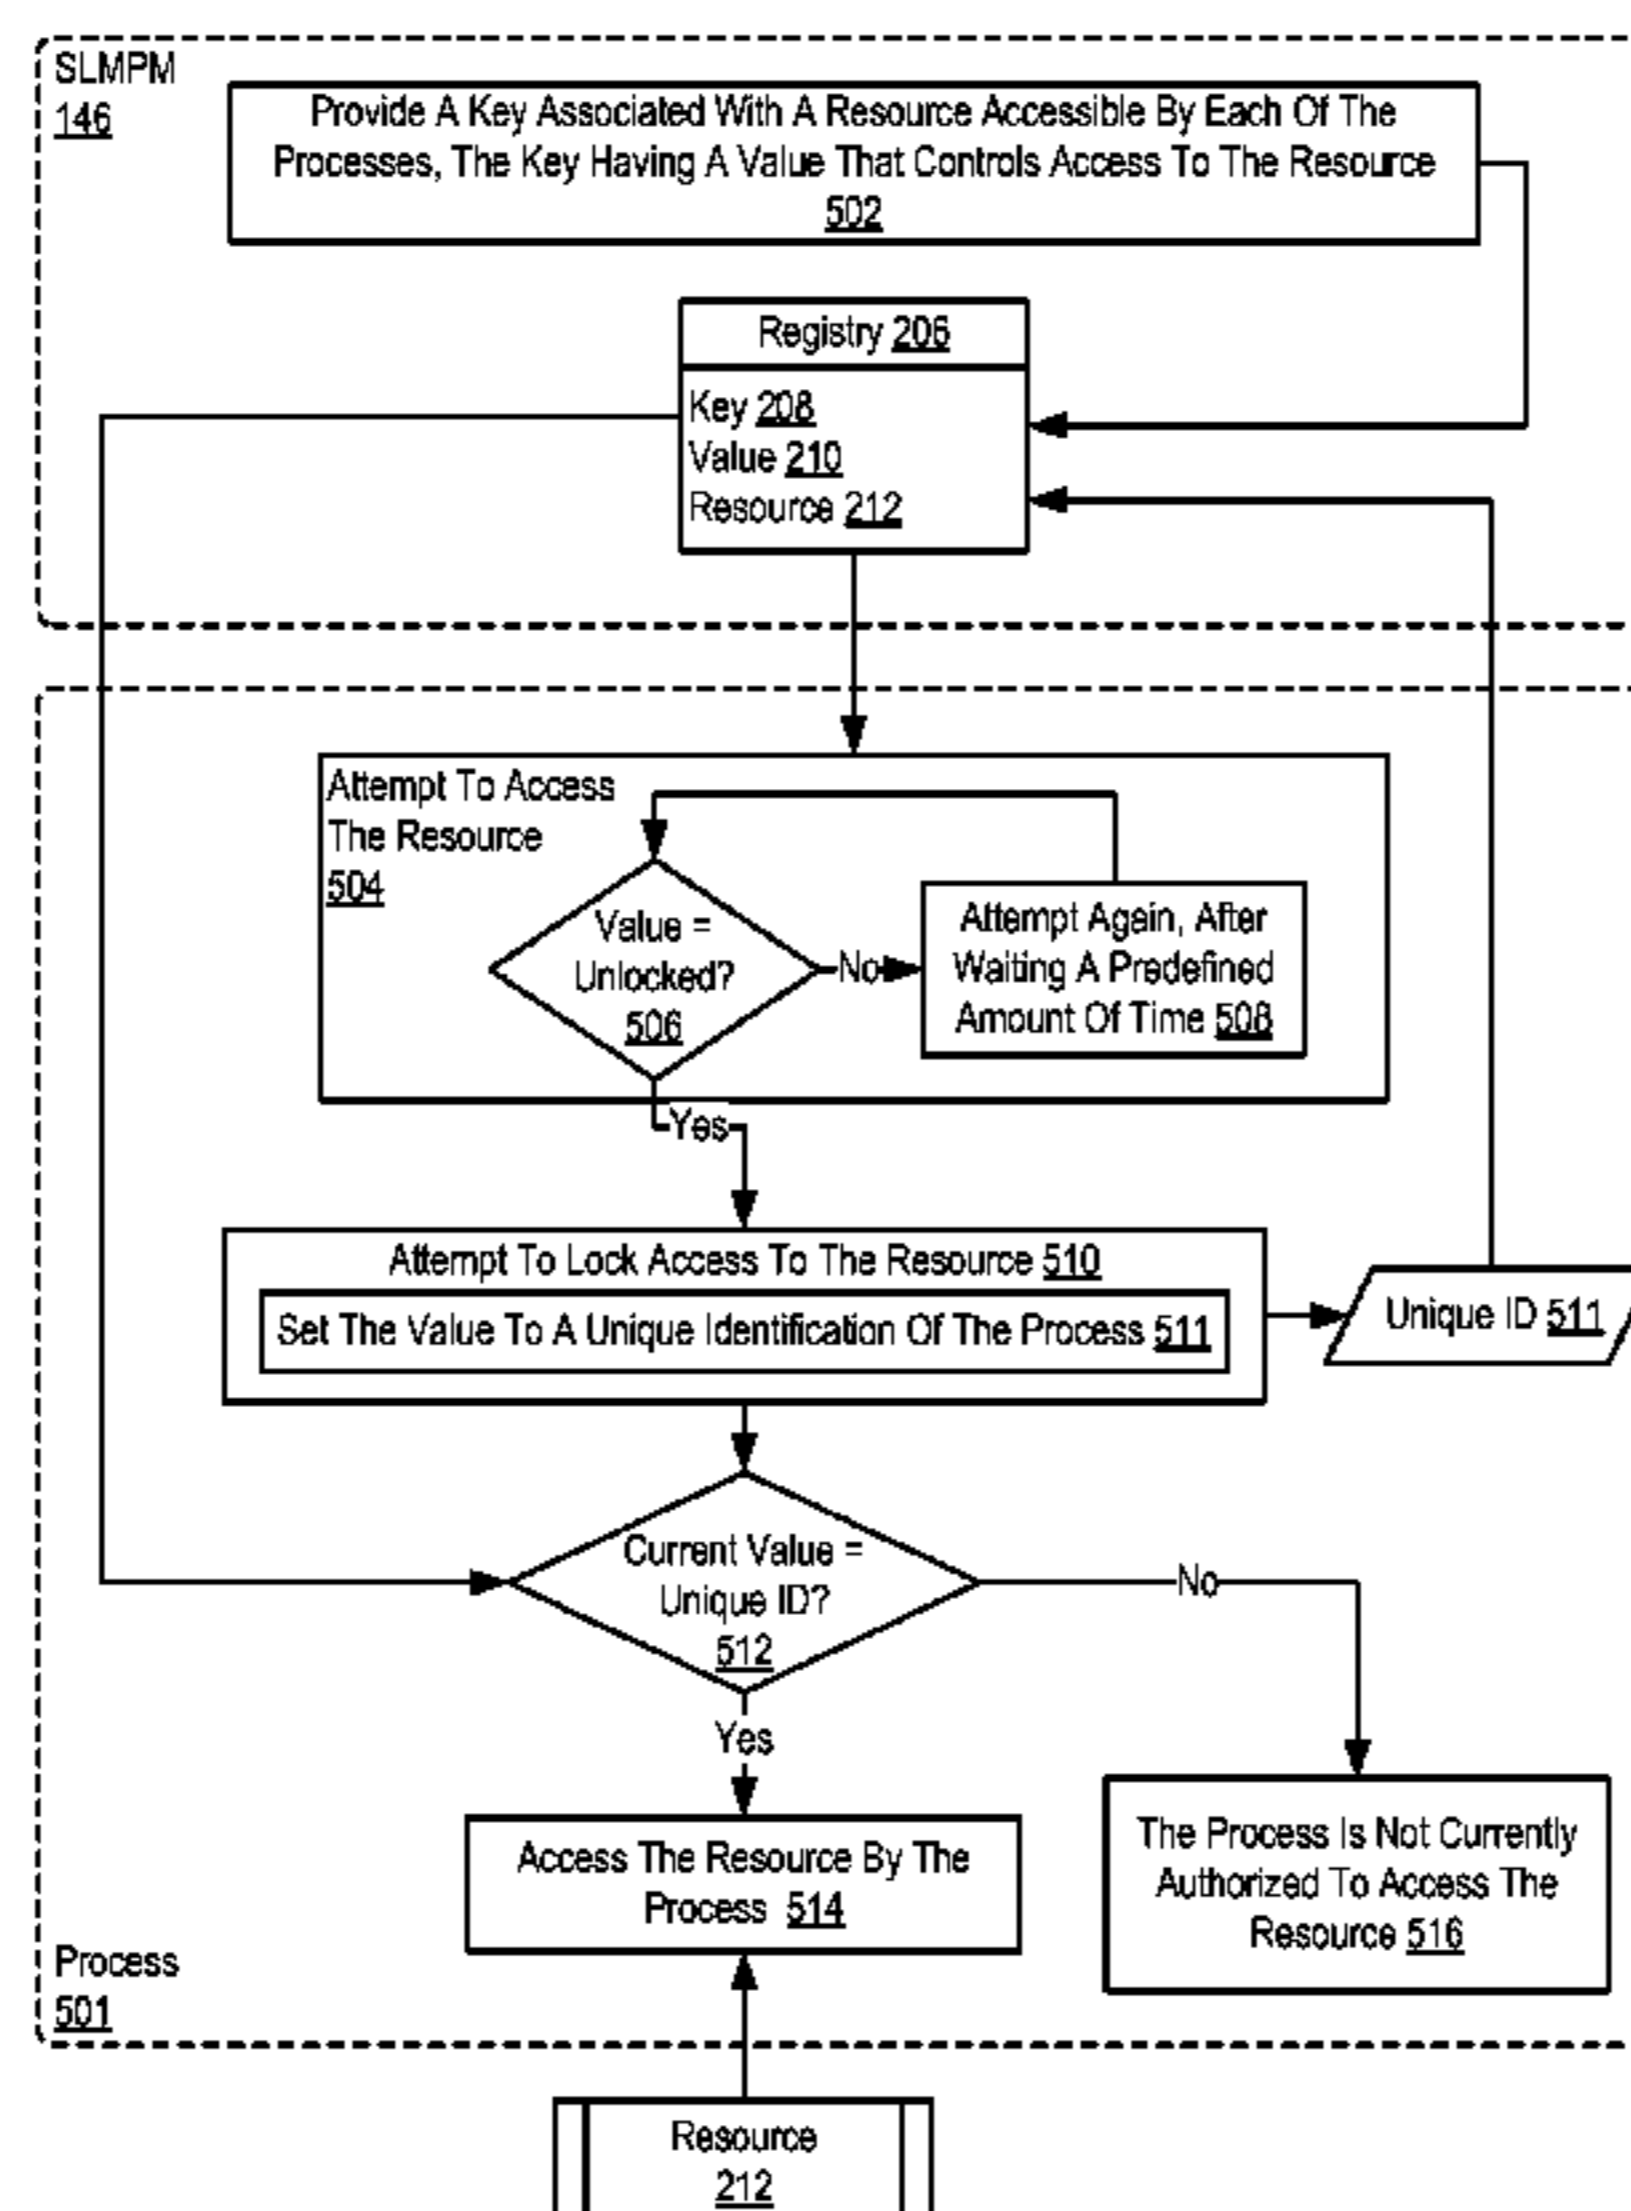 SLMPM
146
Provide A Key Associated With A Resource Accessible By Each Of The
Processes, The Key Having A Value That Controls Access To The Resource
502
Registry 206
Key 208
Value 210
Resource 212
Attempt To Access
The Resource
504
Value =
Unlocked?
506
No
Attempt Again, After
Waiting A Predefined
Amount Of Time 508
Yes
Attempt To Lock Access To The Resource 510
Set The Value To A Unique Identification Of The Process 511
Unique ID 511
Current Value =
Unique ID?
512
No
Yes
Access The Resource By The
Process 514
The Process Is Not Currently
Authorized To Access The
Resource 516
Process
501
Resource
212